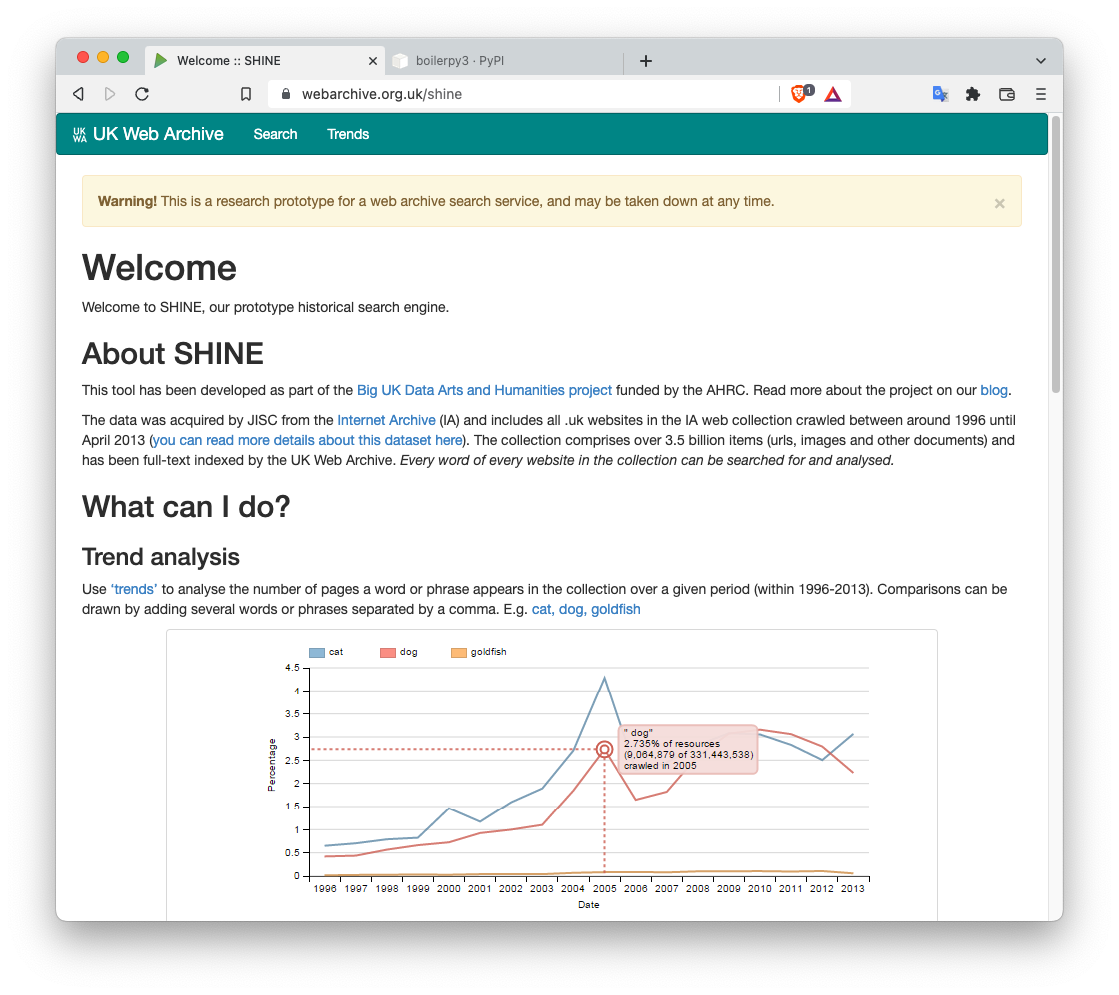 Welcome :: SHINE
boilerpy3 · PyPI
webarchive.org.uk/shine
1
UK WA UK Web Archive Search Trends
Warning! This is a research prototype for a web archive search service, and may be taken down at any time.
×
Welcome
Welcome to SHINE, our prototype historical search engine.
About SHINE
This tool has been developed as part of the Big UK Data Arts and Humanities project funded by the AHRC. Read more about the project on our blog.
The data was acquired by JISC from the Internet Archive (IA) and includes all .uk websites in the IA web collection crawled between around 1996 until
April 2013 (you can read more details about this dataset here). The collection comprises over 3.5 billion items (urls, images and other documents) and
has been full-text indexed by the UK Web Archive. Every word of every website in the collection can be searched for and analysed.
What can I do?
Trend analysis
Use ‘trends’ to analyse the number of pages a word or phrase appears in the collection over a given period (within 1996-2013). Comparisons can be
drawn by adding several words or phrases separated by a comma. E.g. cat, dog, goldfish
cat dog goldfish
4.5
4
3.5
3
2.5
2
1.5
1
0.5
0
Percentage
" dog"
2.735% of resources
(9,064,879 of 331,443,538)
crawled in 2005
1996 1997 1998 1999 2000 2001 2002 2003 2004 2005 2006 2007 2008 2009 2010 2011 2012 2013
Date